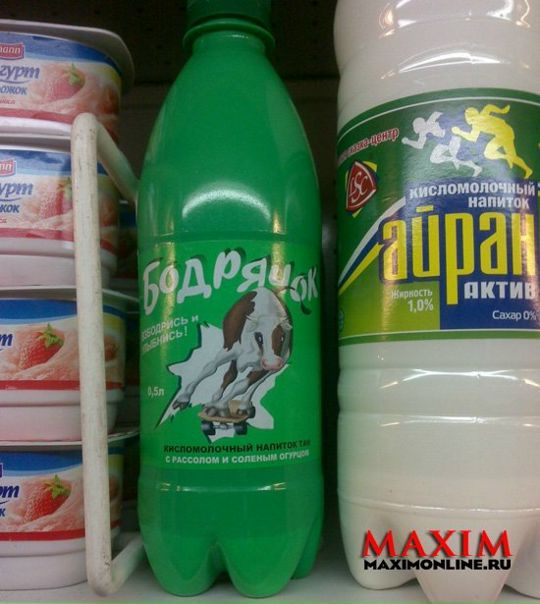 йогурт
Бодрячок
ВЗБОДРИСЬ и
УЛЫБНИСЬ!
0,5л
КИСЛОМОЛОЧНЫЙ НАПИТОК ТАН
С РАССОЛОМ И СОЛЕНЫМ ОГУРЦОМ
КИСЛОМОЛОЧНЫЙ
НАПИТОК
айран
АКТИВ
Жирность
1,0%
Сахар 0%
MAXIM
MAXIMONLINE.RU